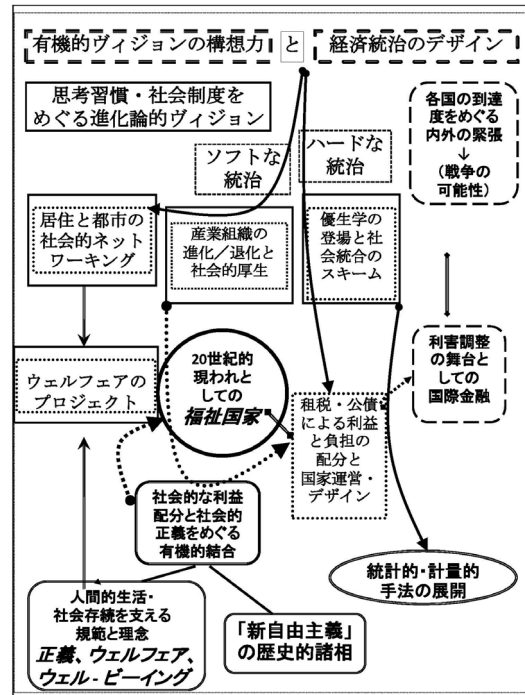 有機的ヴィジョンの構想力 と 経済統治のデザイン
思考習慣・社会制度を
めぐる進化論的ヴィジョン
各国の到達
度をめぐる
内外の緊張
↓
(戦争の
可能性)
ソフトな
統治
ハードな
統治
居住と都市の
社会的ネット
ワーキング
産業組織の
進化/退化と
社会的厚生
優生学の
登場と社
会統合の
スキーム
ウェルフェアの
プロジェクト
20世紀的
現われと
しての
福祉国家
租税・公債
による利益
と負担の
配分と
国家運営・
デザイン
利害調整
の舞台と
しての
国際金融
社会的な利益
配分と社会的
正義をめぐる
有機的結合
統計的・計量的
手法の展開
人間的生活・
社会存続を支える
規範と理念
正義、ウェルフェア、
ウェル-ビーイング
「新自由主義」
の歴史的諸相